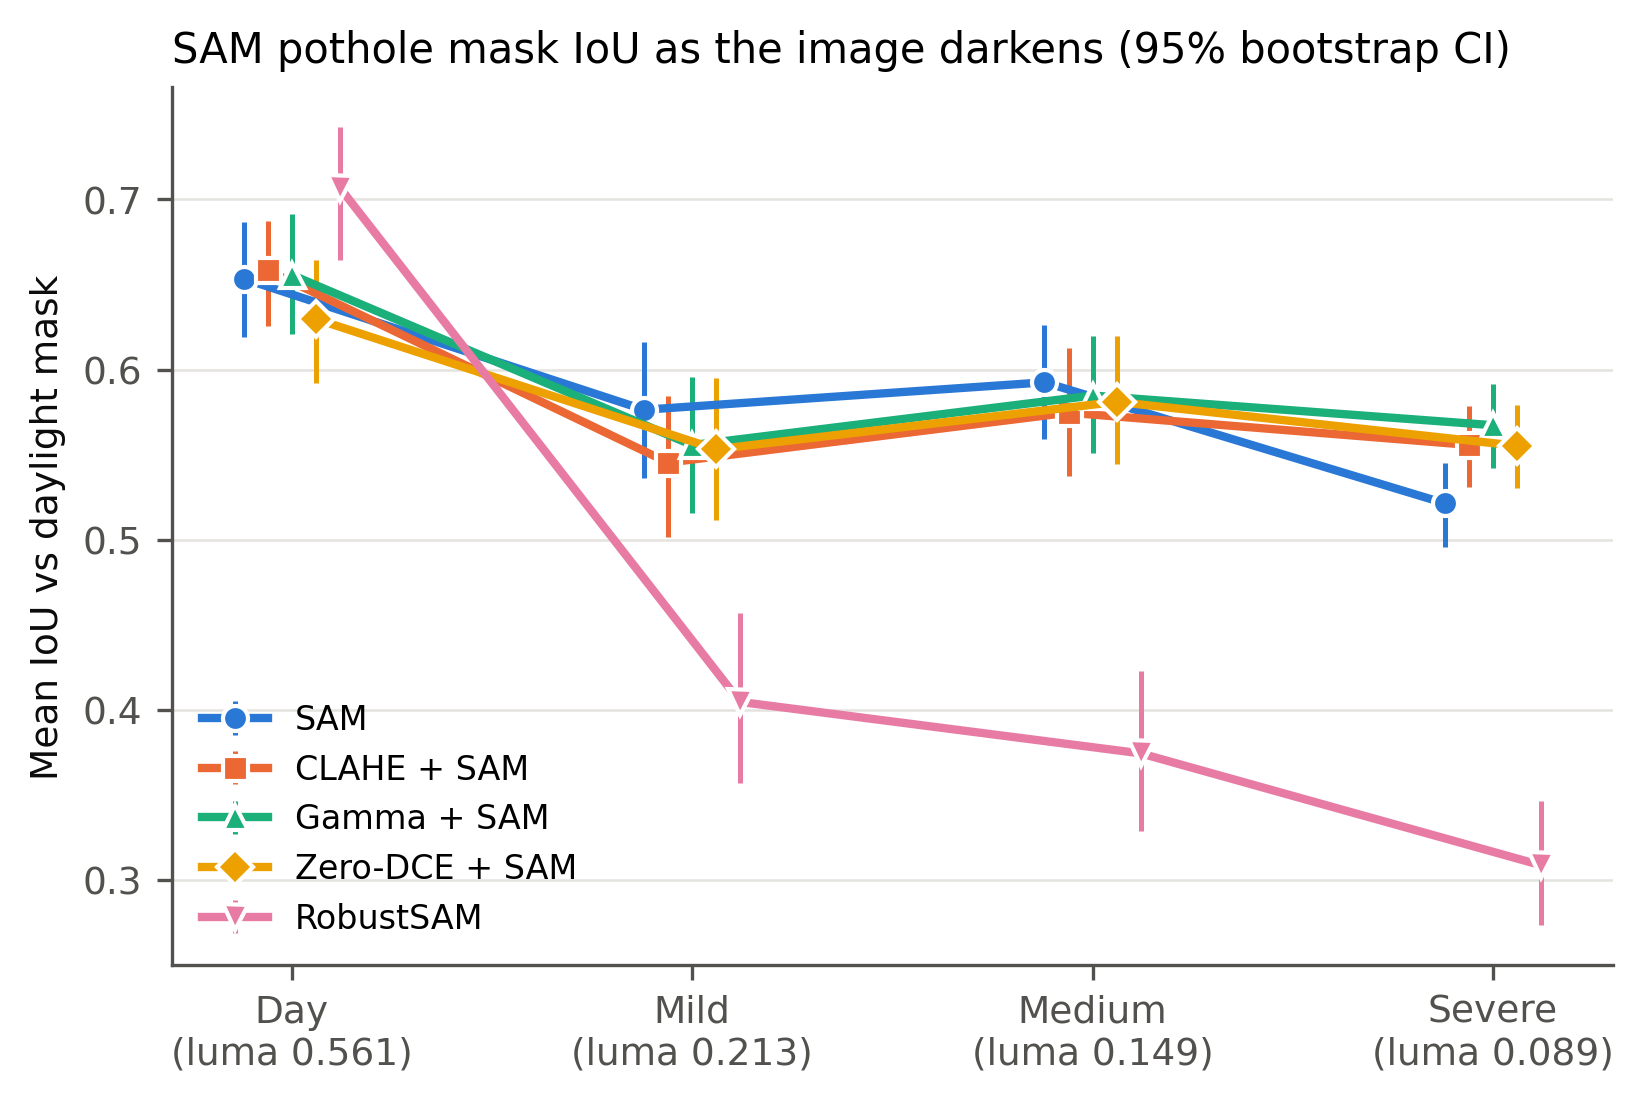 SAM pothole mask IoU as the image darkens (95% bootstrap CI)
Mean IoU vs daylight mask
0.7
0.6
0.5
0.4
0.3
SAM
CLAHE + SAM
Gamma + SAM
Zero-DCE + SAM
RobustSAM
Day
(luma 0.561)
Mild
(luma 0.213)
Medium
(luma 0.149)
Severe
(luma 0.089)